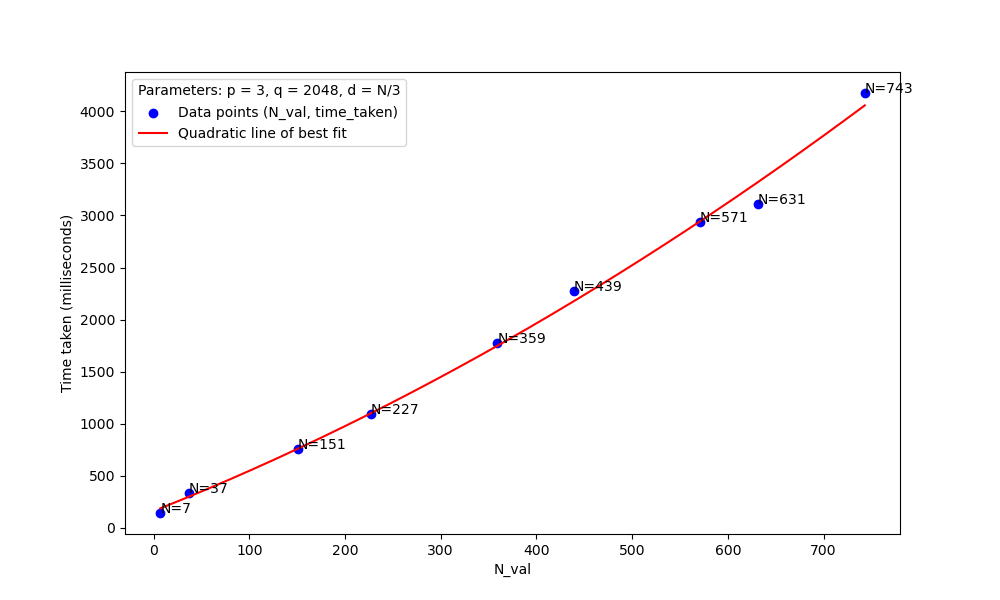 Parameters: p = 3, q = 2048, d = N/3
Data points (N_val, time_taken)
Quadratic line of best fit
N=743
N=631
N=571
N=439
N=359
N=227
N=151
N=37
N=7
4000
3500
3000
2500
2000
1500
1000
500
0
Time taken (milliseconds)
0 100 200 300 400 500 600 700
N_val